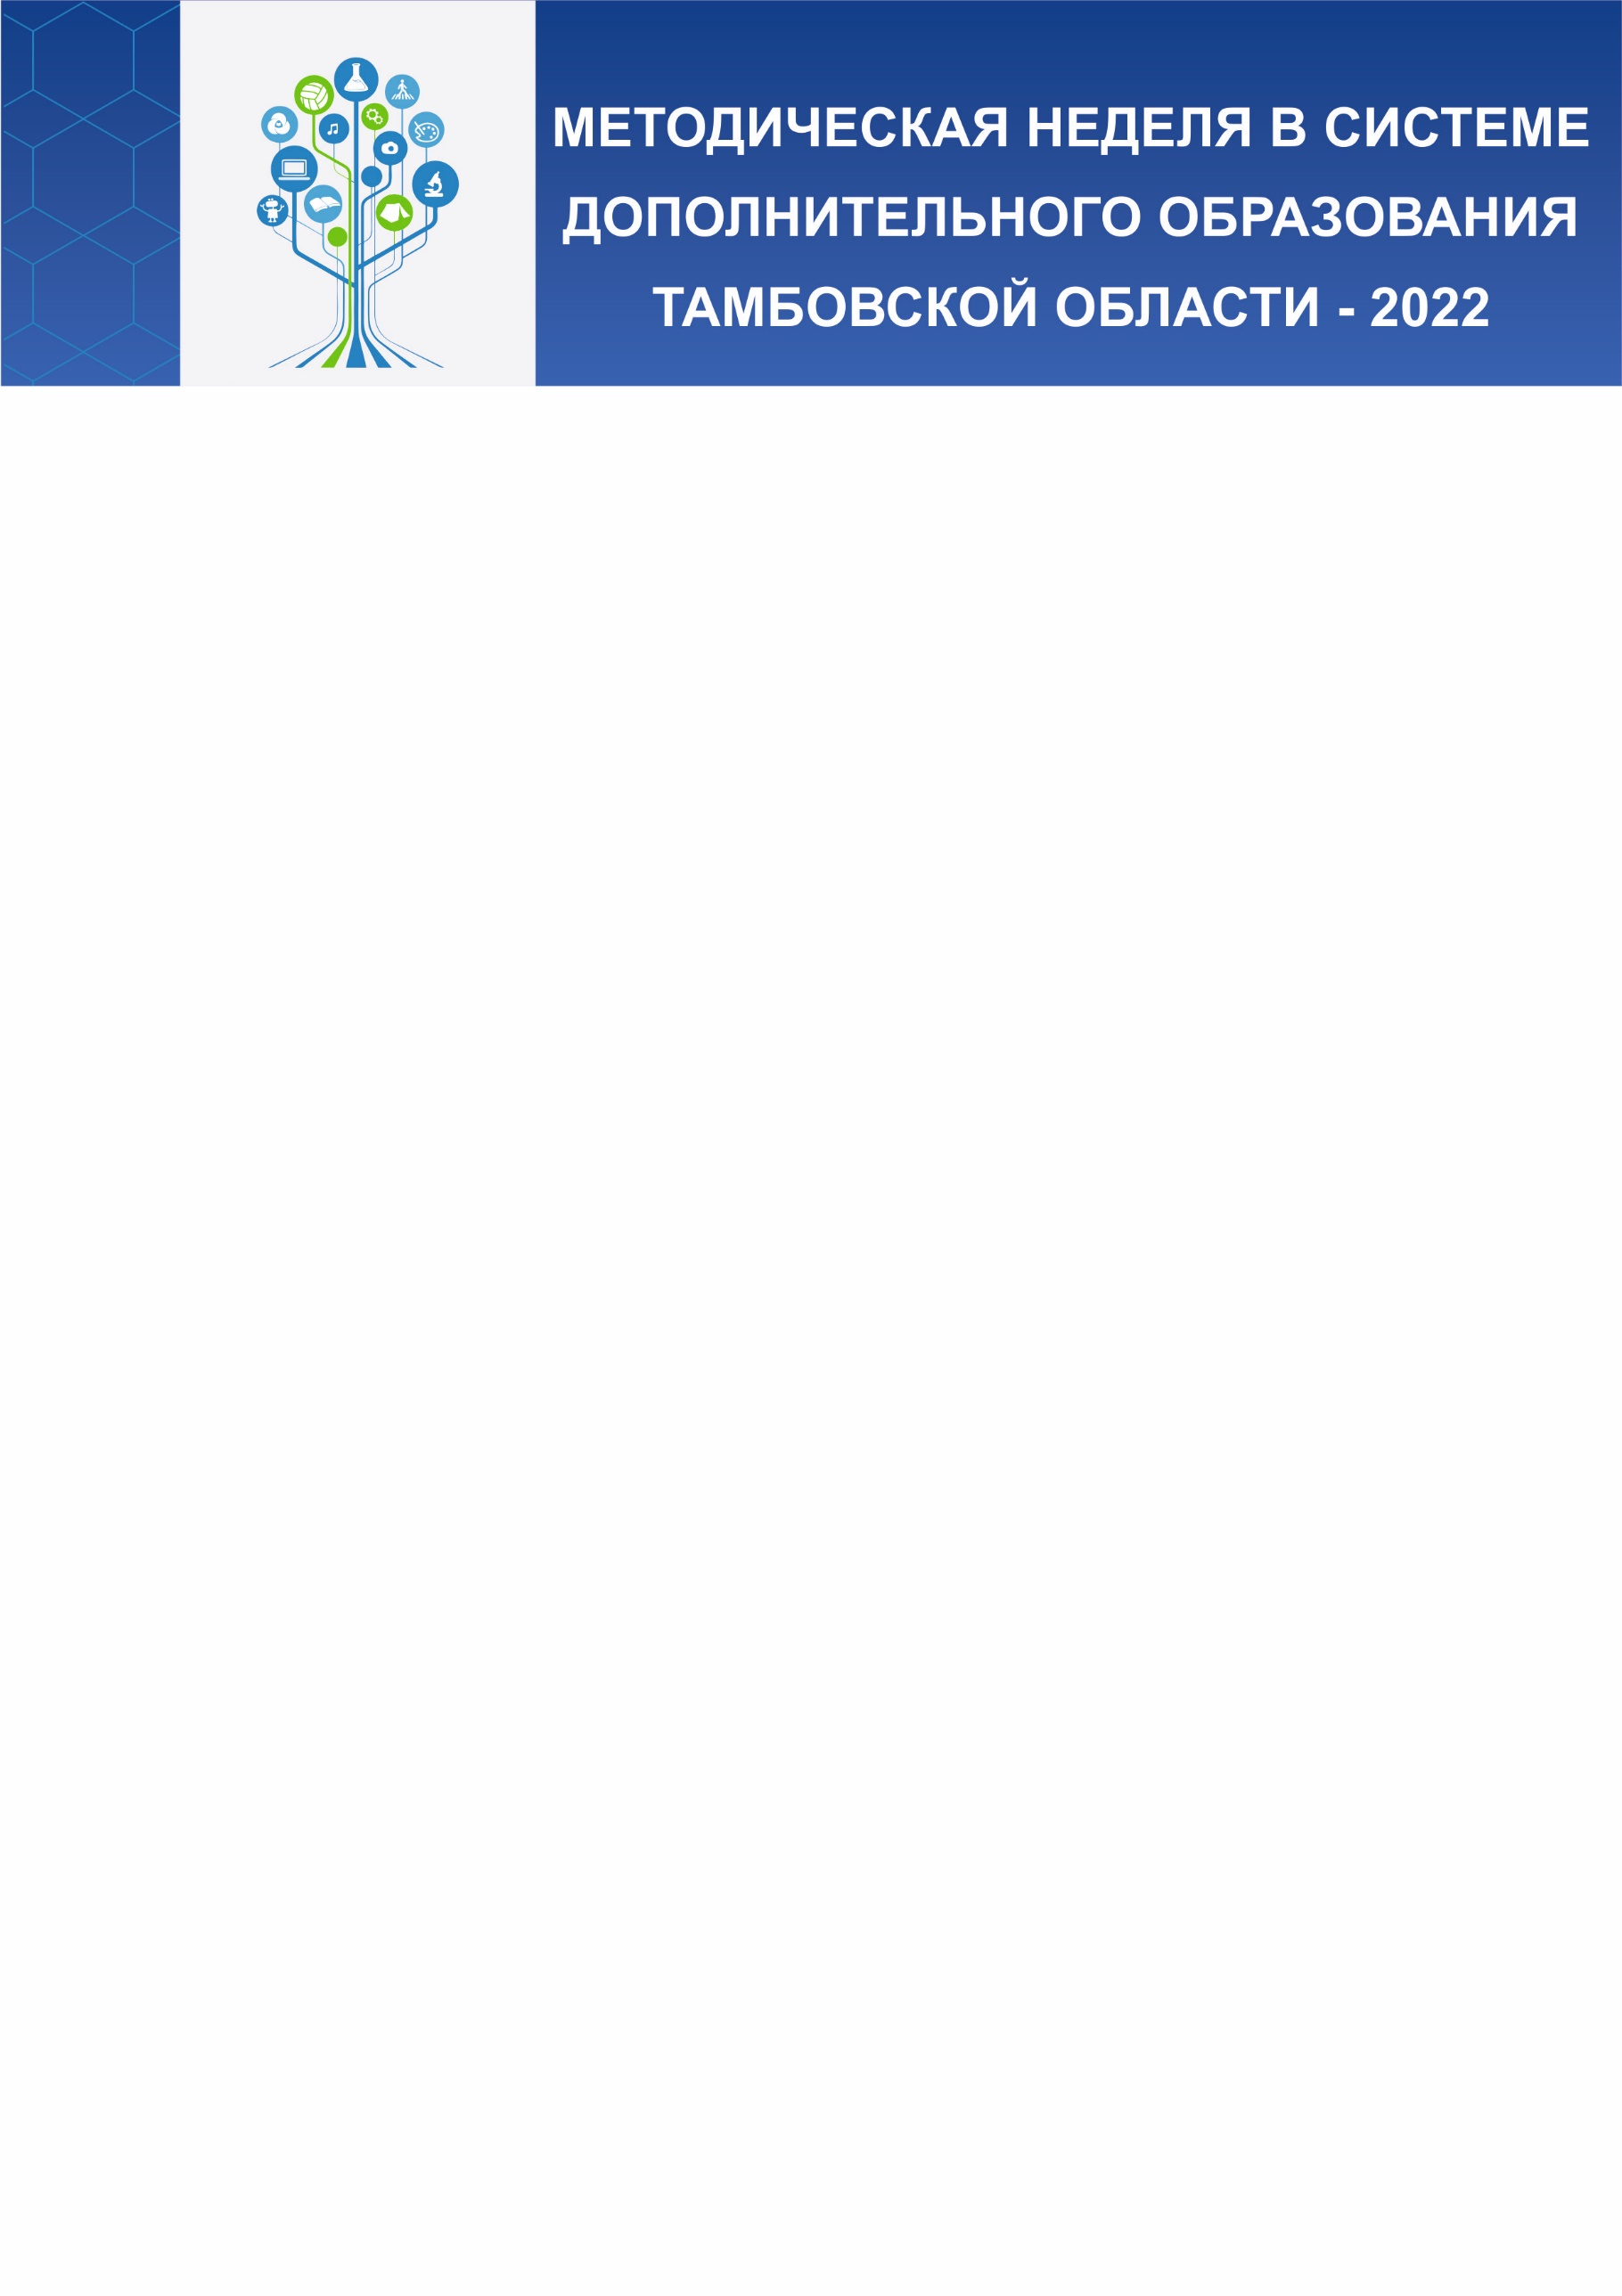 МЕТОДИЧЕСКАЯ НЕДЕЛЯ В СИСТЕМЕ
ДОПОЛНИТЕЛЬНОГО ОБРАЗОВАНИЯ
ТАМБОВСКОЙ ОБЛАСТИ - 2022